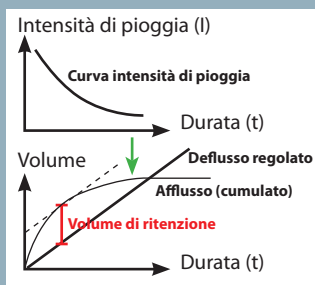 Intensità di pioggia (I)
Curva intensità di pioggia
Durata (t)
Volume
Deflusso regolato
Afflusso (cumulato)
Volume di ritenzione
Durata (t)